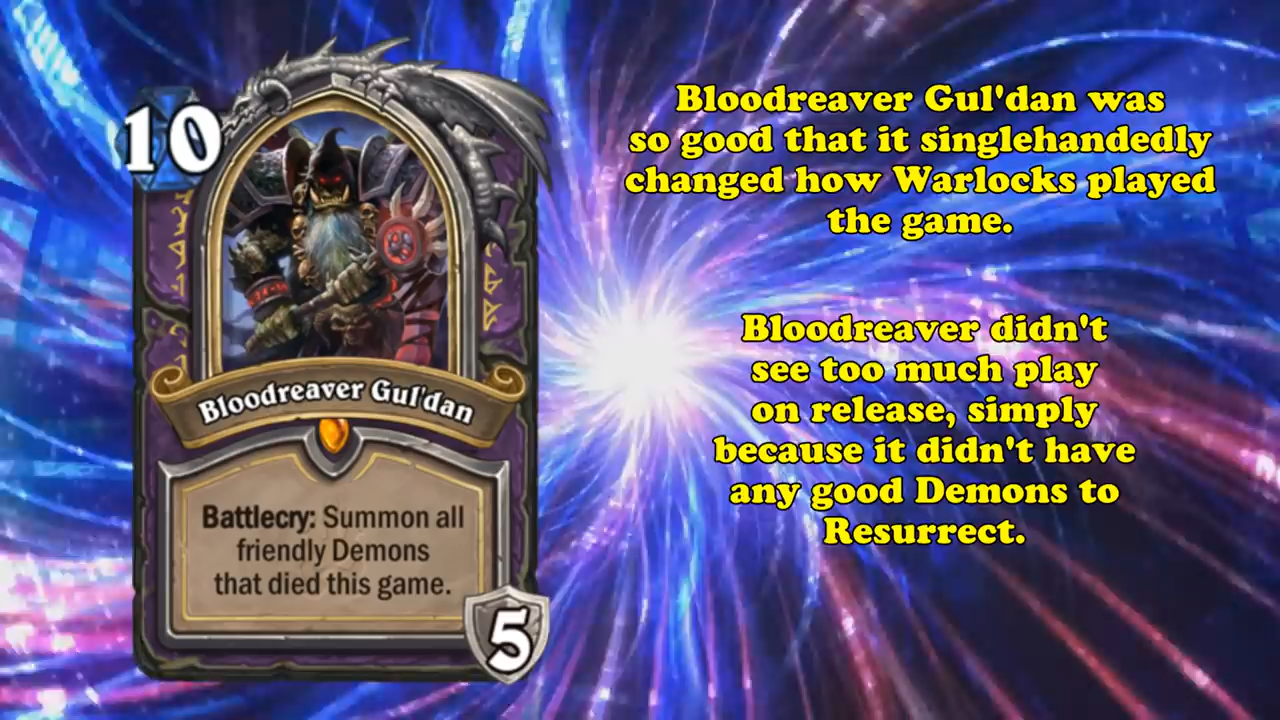 10
Bloodreaver Gul'dan
Battlecry: Summon all
friendly Demons
that died this game.
5
Bloodreaver Gul'dan was
so good that it singlehandedly
changed how Warlocks played
the game.
Bloodreaver didn't
see too much play
on release, simply
because it didn't have
any good Demons to
Resurrect.